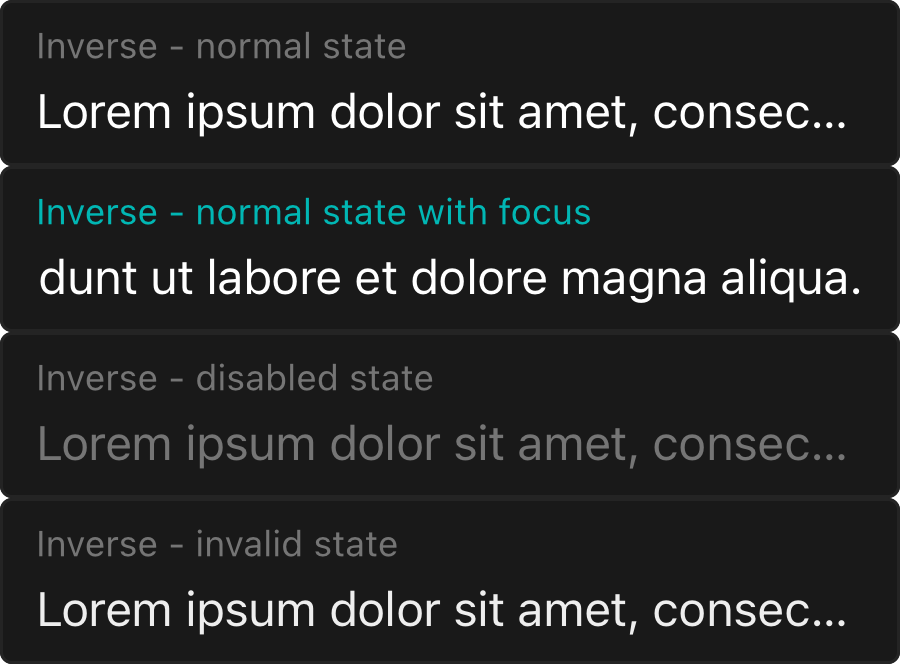 Inverse - normal state
Lorem ipsum dolor sit amet, consec...
Inverse - normal state with focus
dunt ut labore et dolore magna aliqua.
Inverse - disabled state
Lorem ipsum dolor sit amet, consec...
Inverse - invalid state
Lorem ipsum dolor sit amet, consec...